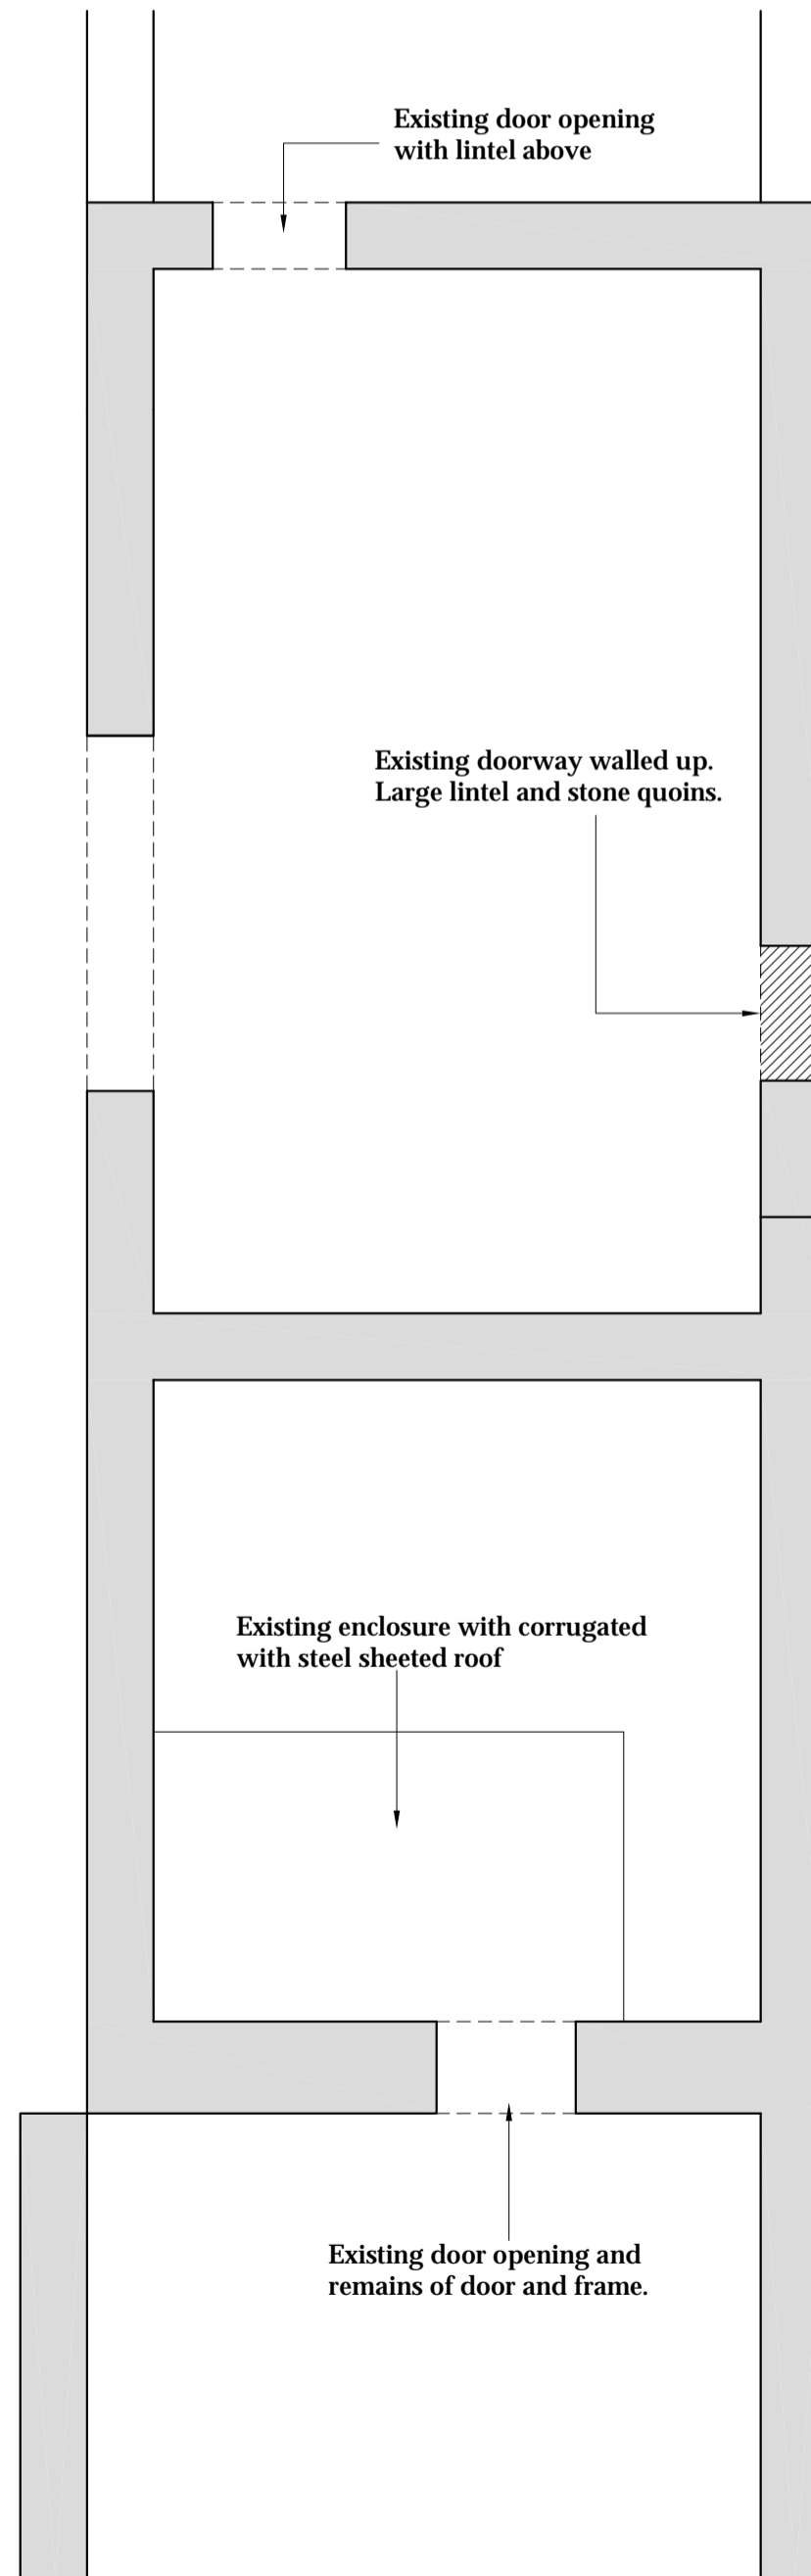 Existing door opening
with lintel above
Existing doorway walled up.
Large lintel and stone quoins.
Existing enclosure with corrugated
with steel sheeted roof
Existing door opening and
remains of door and frame.